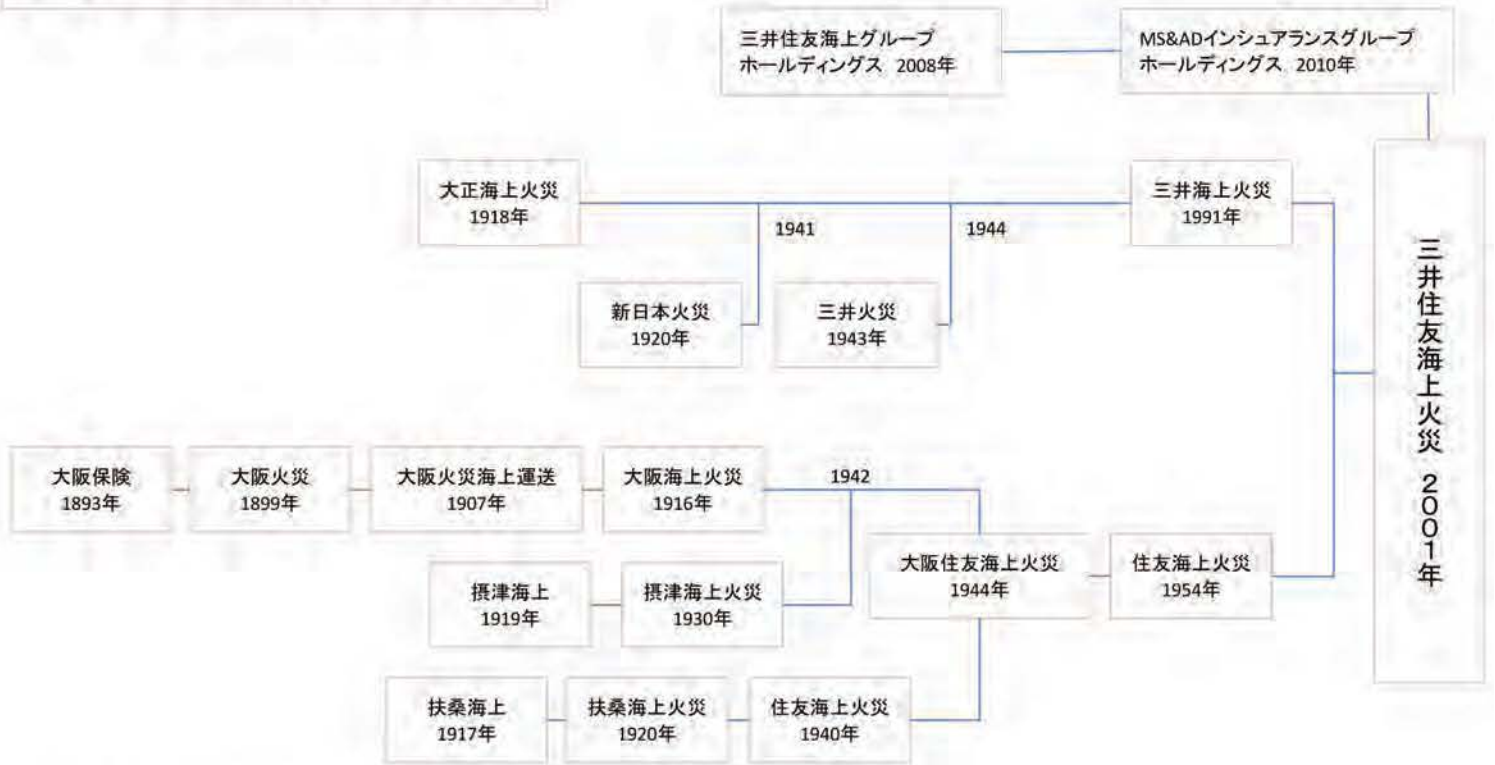 三井住友海上グループ
ホールディングス 2008年
MS&ADインシュアランスグループ
ホールディングス 2010年
大正海上火災
1918年
三井海上火災
1991年
1941
1944
新日本火災
1920年
三井火災
1943年
三井住友海上火災 2001年
大阪保険
1893年
大阪火災
1899年
大阪火災海上運送
1907年
大阪海上火災
1916年
1942
摂津海上
1919年
摂津海上火災
1930年
大阪住友海上火災
1944年
住友海上火災
1954年
扶桑海上
1917年
扶桑海上火災
1920年
住友海上火災
1940年